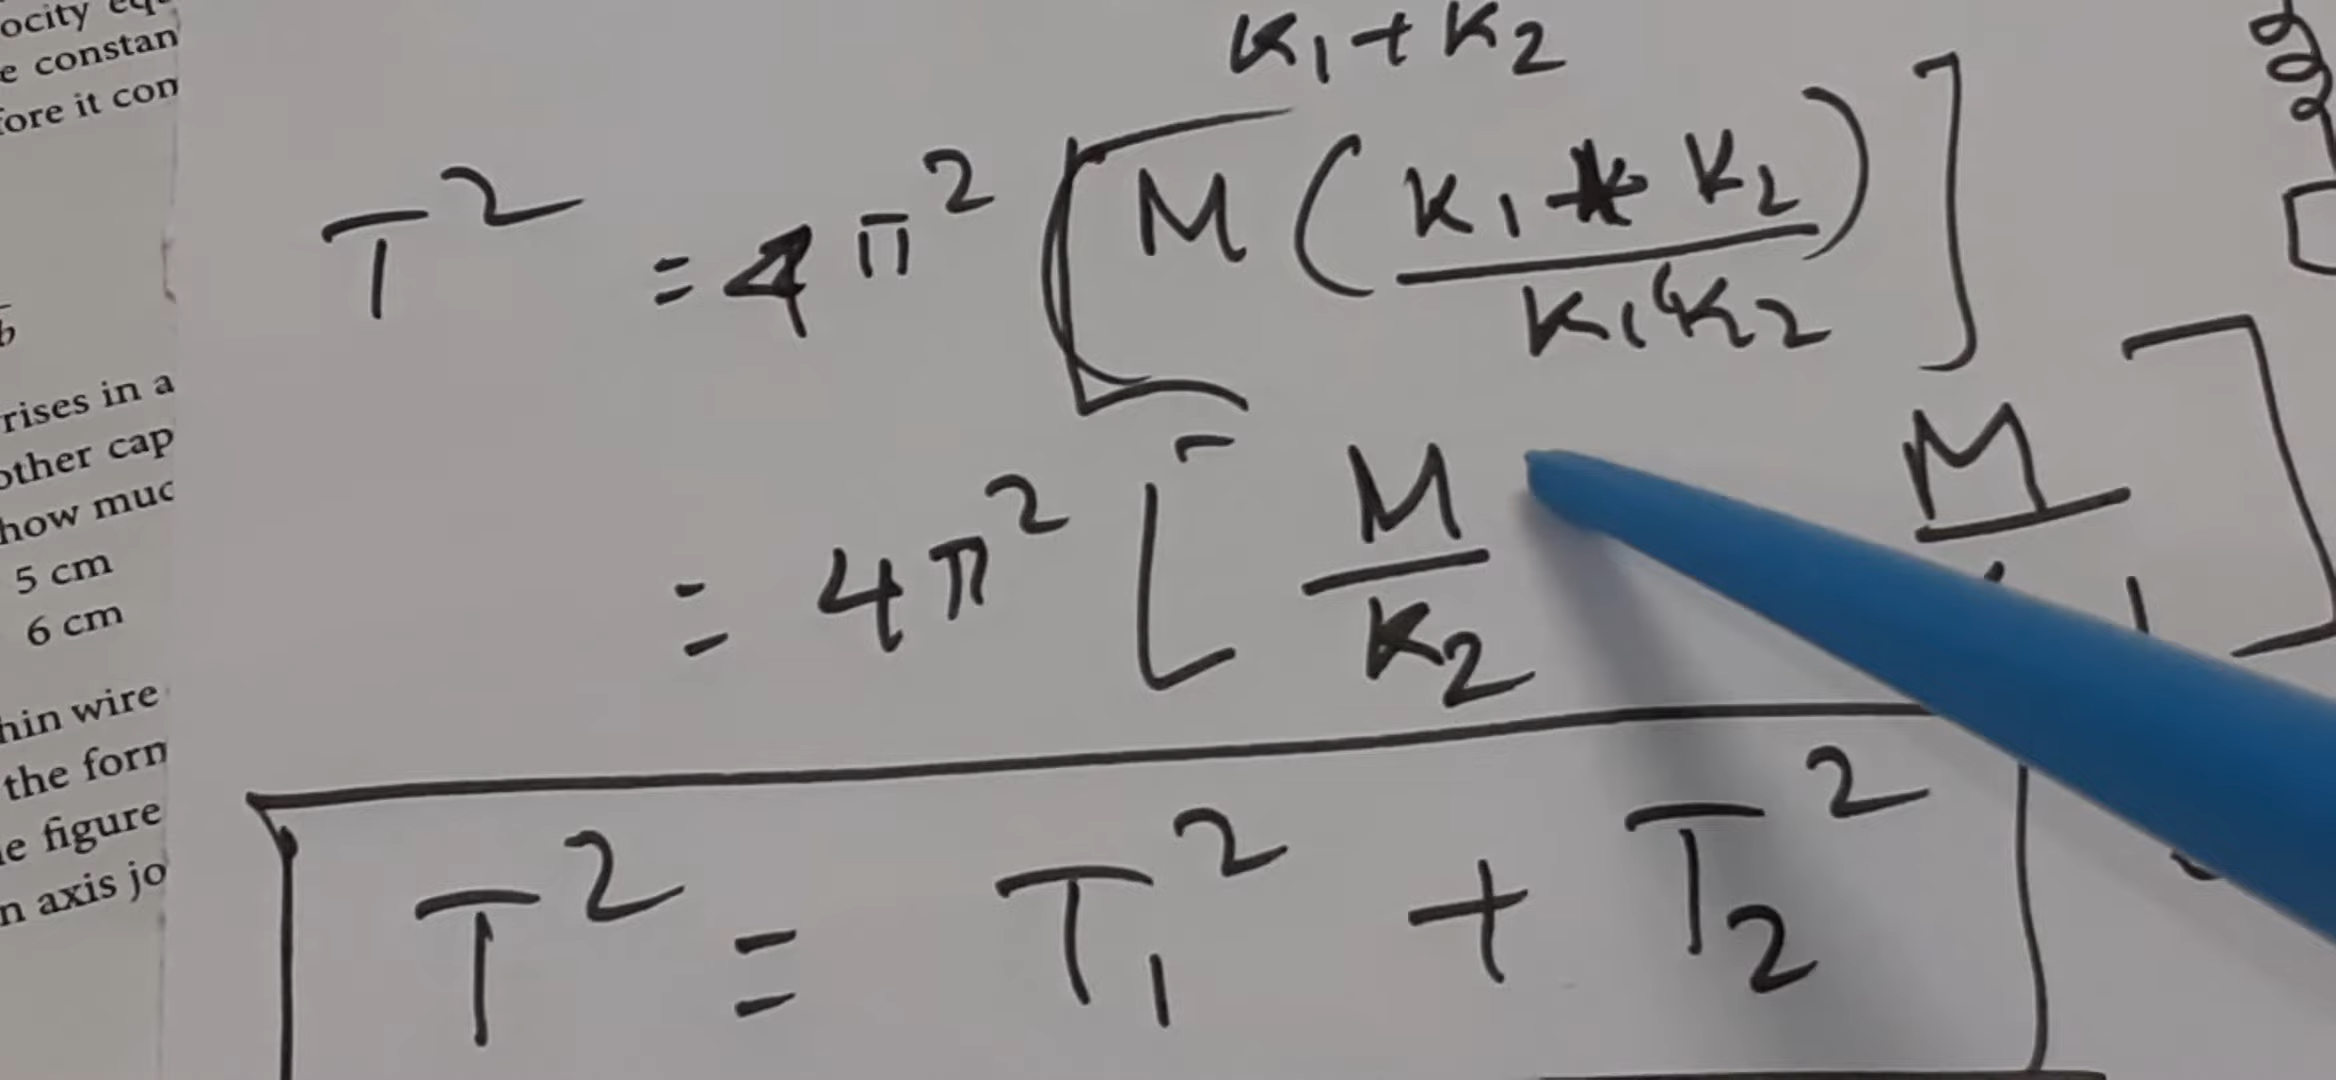 ocity
e constan
fore it con
b
rises in a
other cap
how muc
5 cm
6 cm
hin wire
the form
e figure
n axis jo
K₁ + K₂
T² = 4π² [M (K₁ + K₂ / K₁K₂)]
= 4π² [M/K₂ M/ ]
T² = T₁² + T₂²